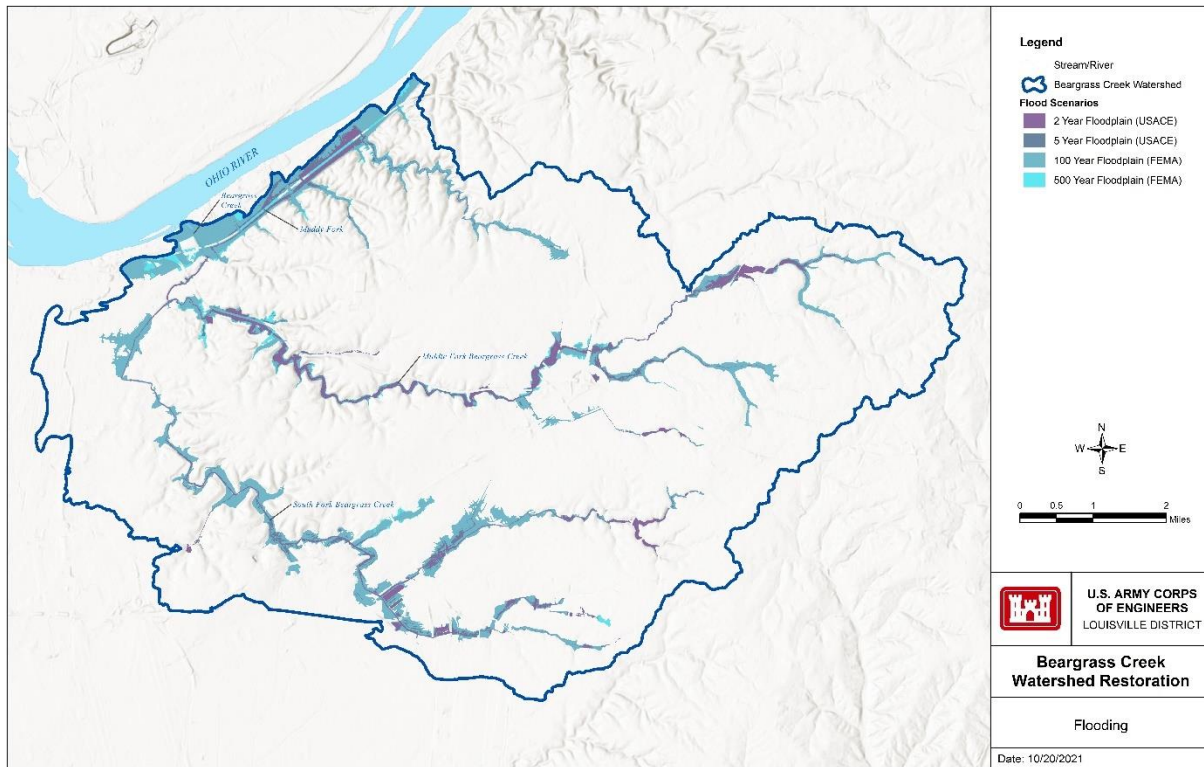 OHIO RIVER
Beargrass
Creek
Muddy Fork
Middle Fork Beargrass Creek
South Fork Beargrass Creek
Legend
Stream/River
Beargrass Creek Watershed
Flood Scenarios
2 Year Floodplain (USACE)
5 Year Floodplain (USACE)
100 Year Floodplain (FEMA)
500 Year Floodplain (FEMA)
N
W E
S
0 0.5 1 2
Miles
U.S. ARMY CORPS
OF ENGINEERS
LOUISVILLE DISTRICT
Beargrass Creek
Watershed Restoration
Flooding
Date: 10/20/2021